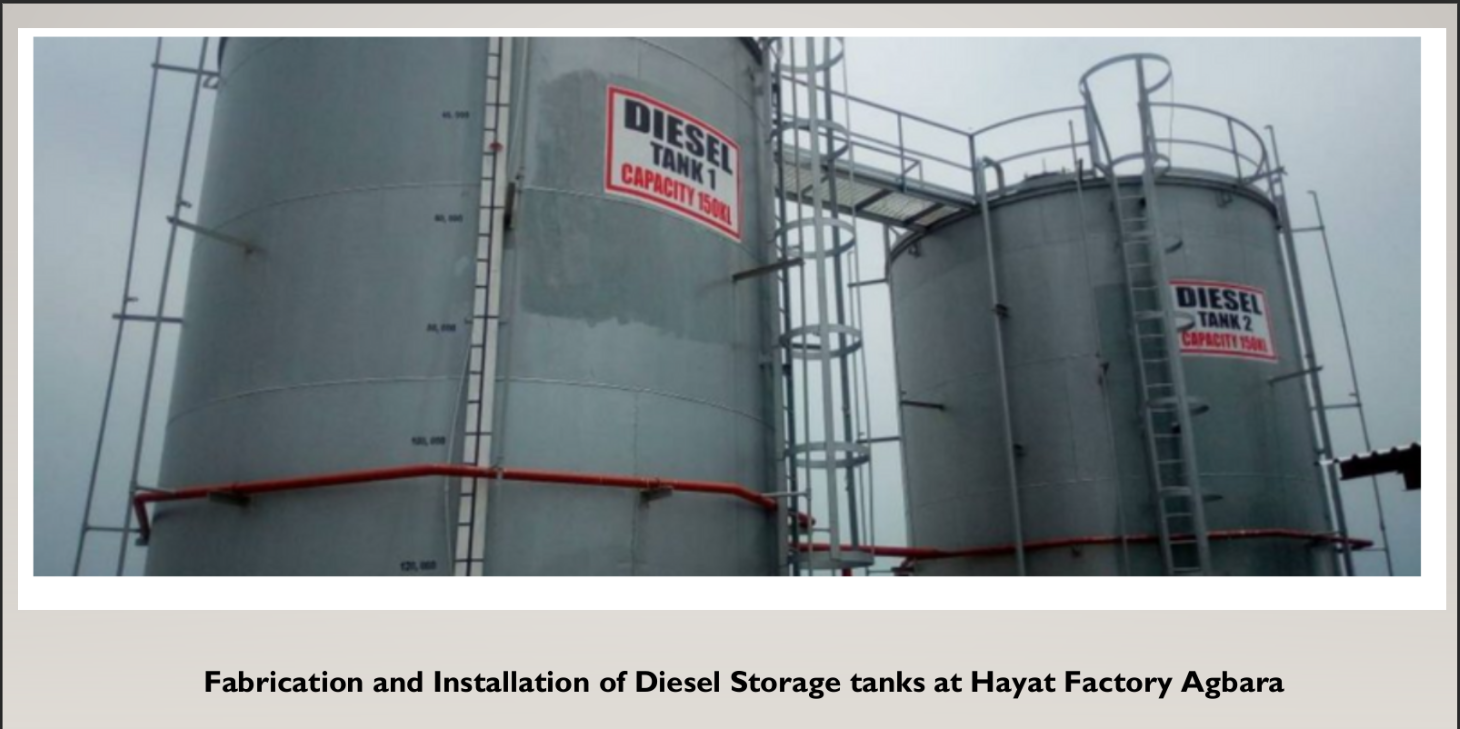 DIESEL
TANK 1
CAPACITY 150KL
DIESEL
TANK 2
CAPACITY 150KL
Fabrication and Installation of Diesel Storage tanks at Hayat Factory Agbara